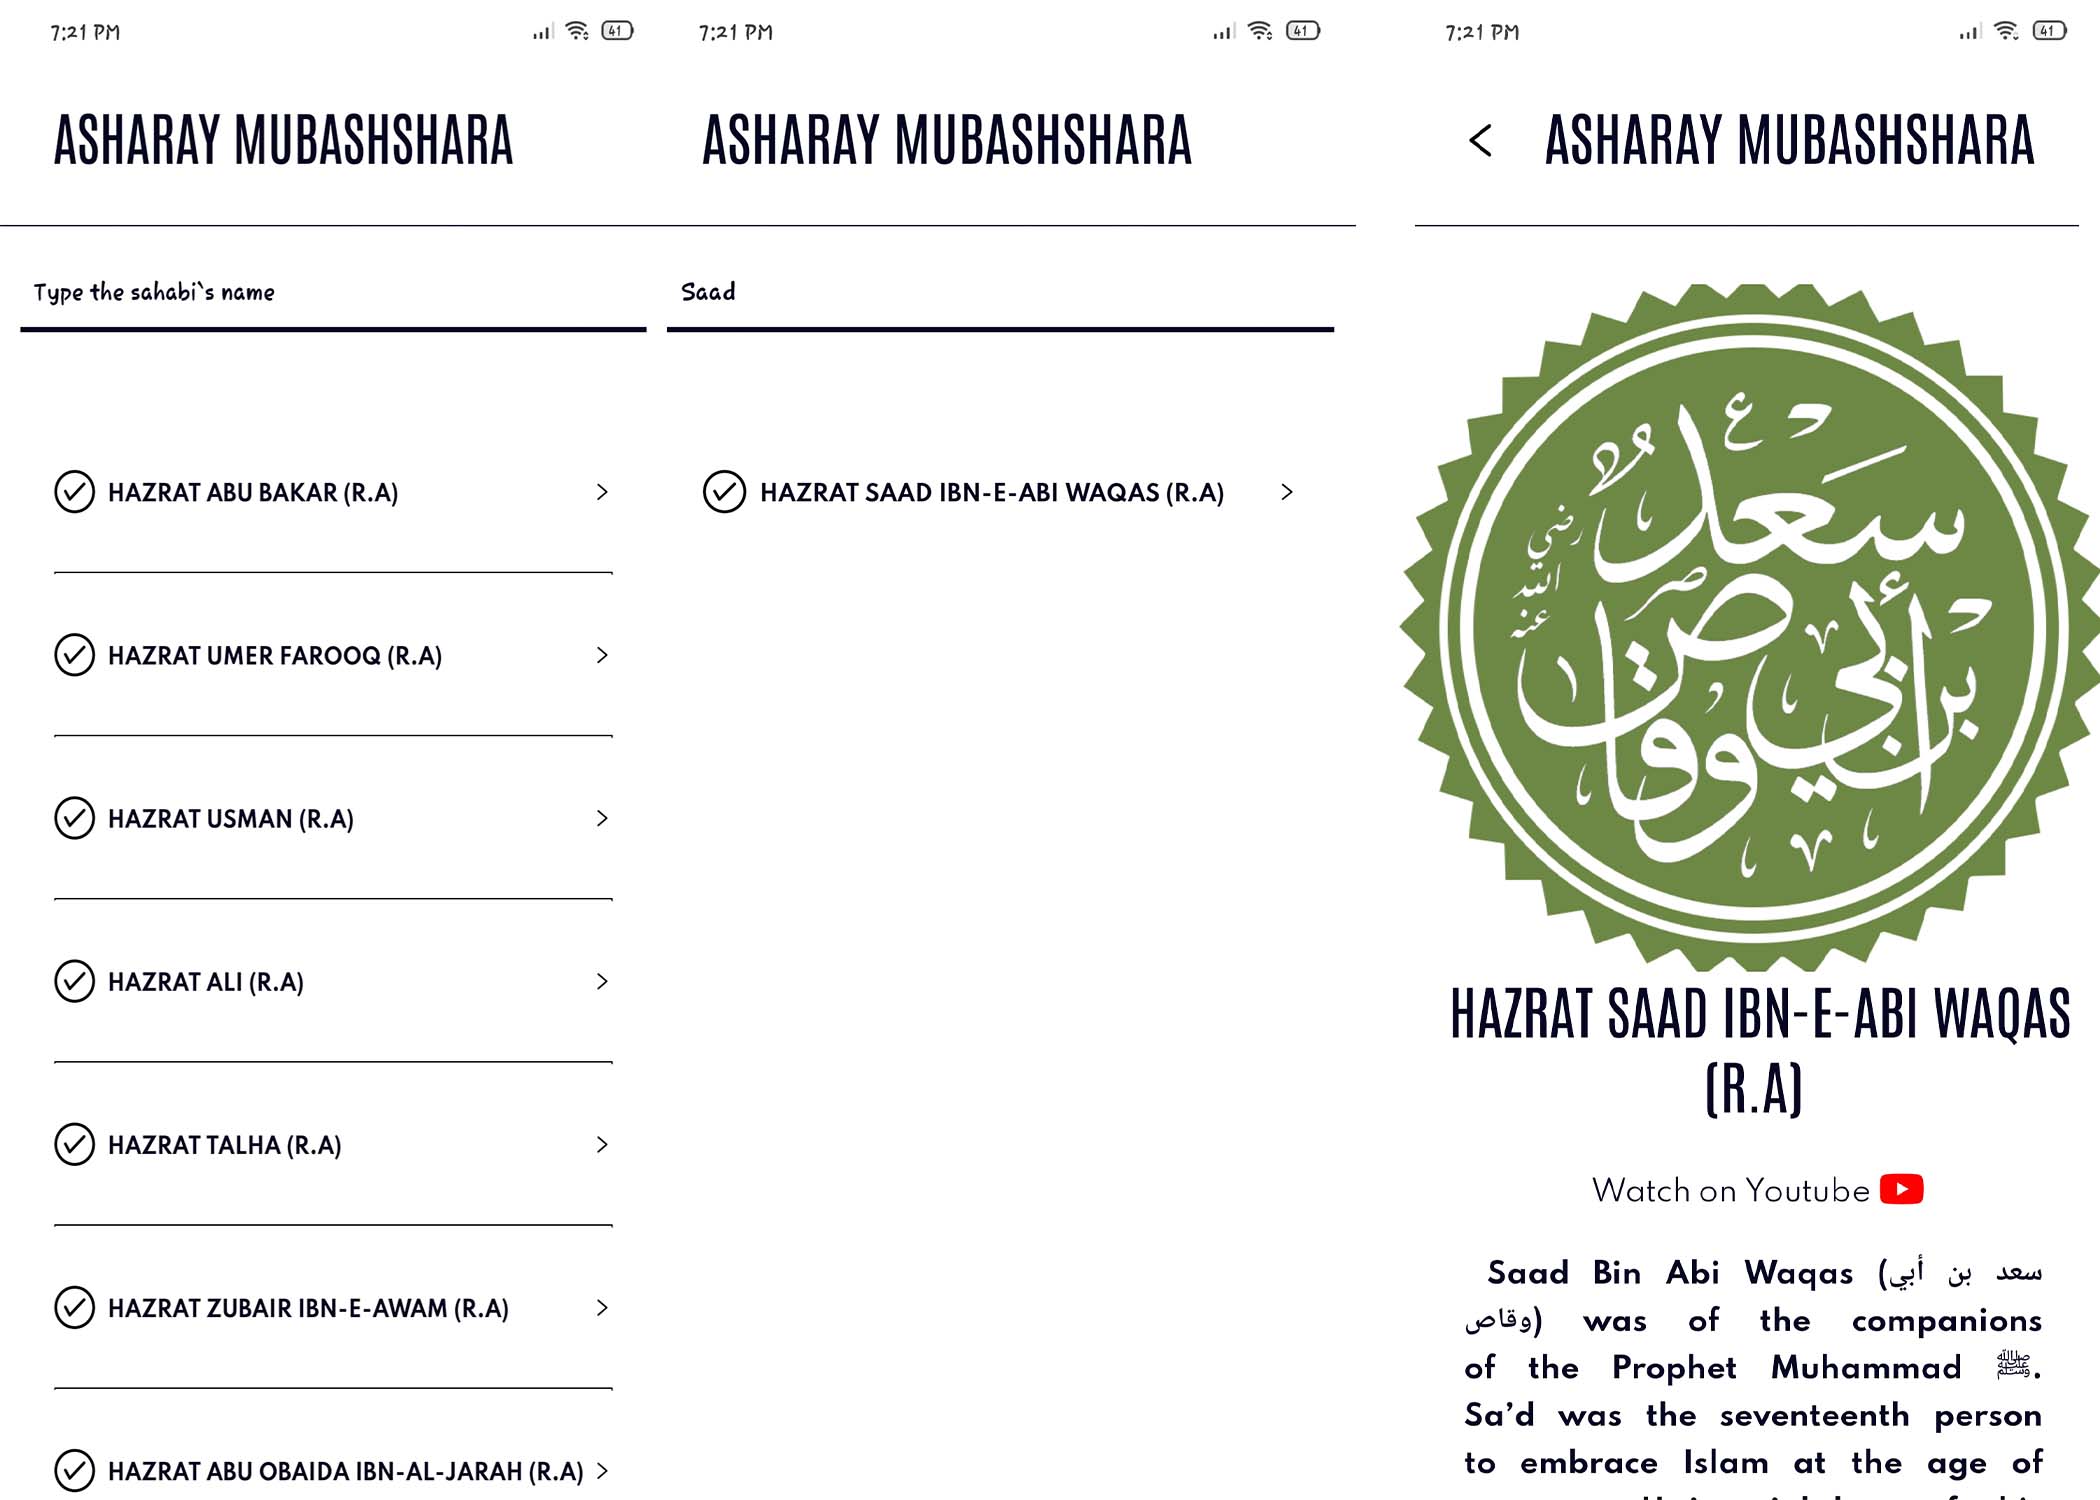 7:21 PM
41
ASHARAY MUBASHSHARA
Type the sahabi`s name
HAZRAT ABU BAKAR (R.A)
HAZRAT UMER FAROOQ (R.A)
HAZRAT USMAN (R.A)
HAZRAT ALI (R.A)
HAZRAT TALHA (R.A)
HAZRAT ZUBAIR IBN-E-AWAM (R.A)
HAZRAT ABU OBAIDA IBN-AL-JARAH (R.A)
7:21 PM
41
ASHARAY MUBASHSHARA
Saad
HAZRAT SAAD IBN-E-ABI WAQAS (R.A)
7:21 PM
41
ASHARAY MUBASHSHARA
سعد
بن أبي
وقاص
رضي
الله
عنه
HAZRAT SAAD IBN-E-ABI WAQAS
(R.A)
Watch on Youtube
Saad Bin Abi Waqas (سعد بن أبي
وقاص) was of the companions
of the Prophet Muhammad ﷺ.
Sa’d was the seventeenth person
to embrace Islam at the age of